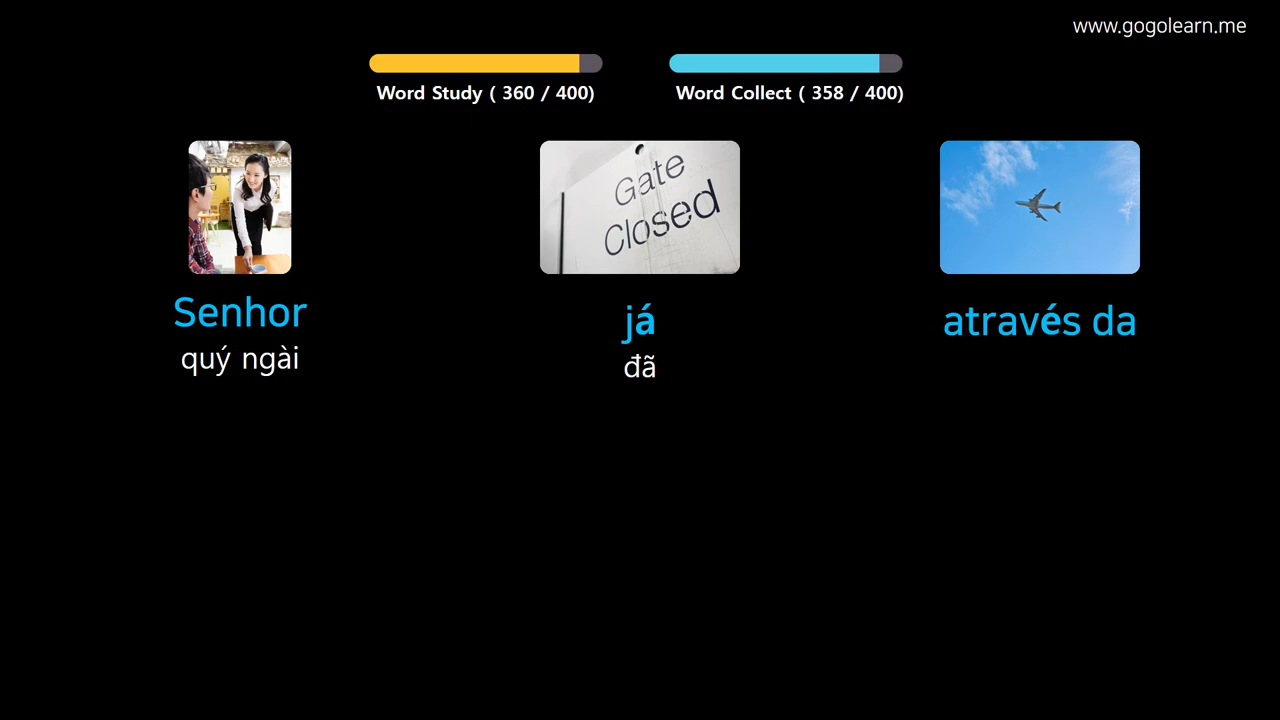 www.gogolearn.me
Word Study ( 360 / 400)
Word Collect ( 358 / 400)
Gate
Closed
Senhor
já
através da
quý ngài
đã